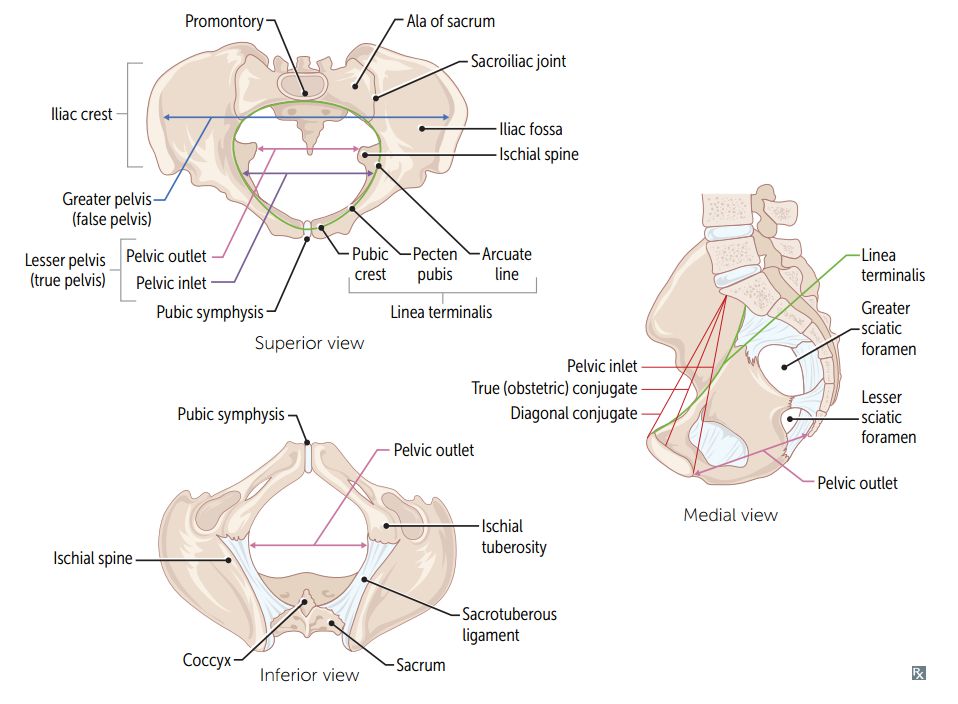 Promontory
Ala of sacrum
Sacroiliac joint
Iliac crest
Iliac fossa
Ischial spine
Greater pelvis
(false pelvis)
Lesser pelvis
(true pelvis)
Pelvic outlet
Pelvic inlet
Pubic symphysis
Pubic
crest
Pecten
pubis
Arcuate
line
Linea terminalis
Superior view
Linea
terminalis
Greater
sciatic
foramen
Pelvic inlet
True (obstetric) conjugate
Diagonal conjugate
Lesser
sciatic
foramen
Pelvic outlet
Medial view
Pubic symphysis
Pelvic outlet
Ischial
tuberosity
Ischial spine
Sacrotuberous
ligament
Coccyx
Sacrum
Inferior view
Rx